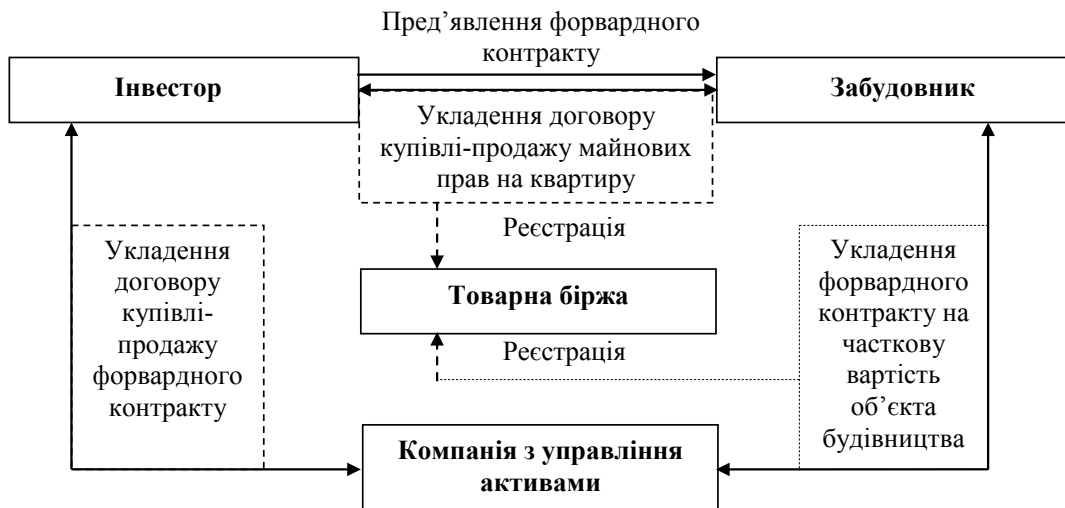 Пред’явлення форвардного
контракту
Інвестор
Забудовник
Укладення договору
купівлі-продажу майнових
прав на квартиру
Реєстрація
Укладення
договору
купівлі-
продажу
форвардного
контракту
Товарна біржа
Укладення
форвардного
контракту на
часткову
вартість
об’єкта
будівництва
Реєстрація
Компанія з управління
активами